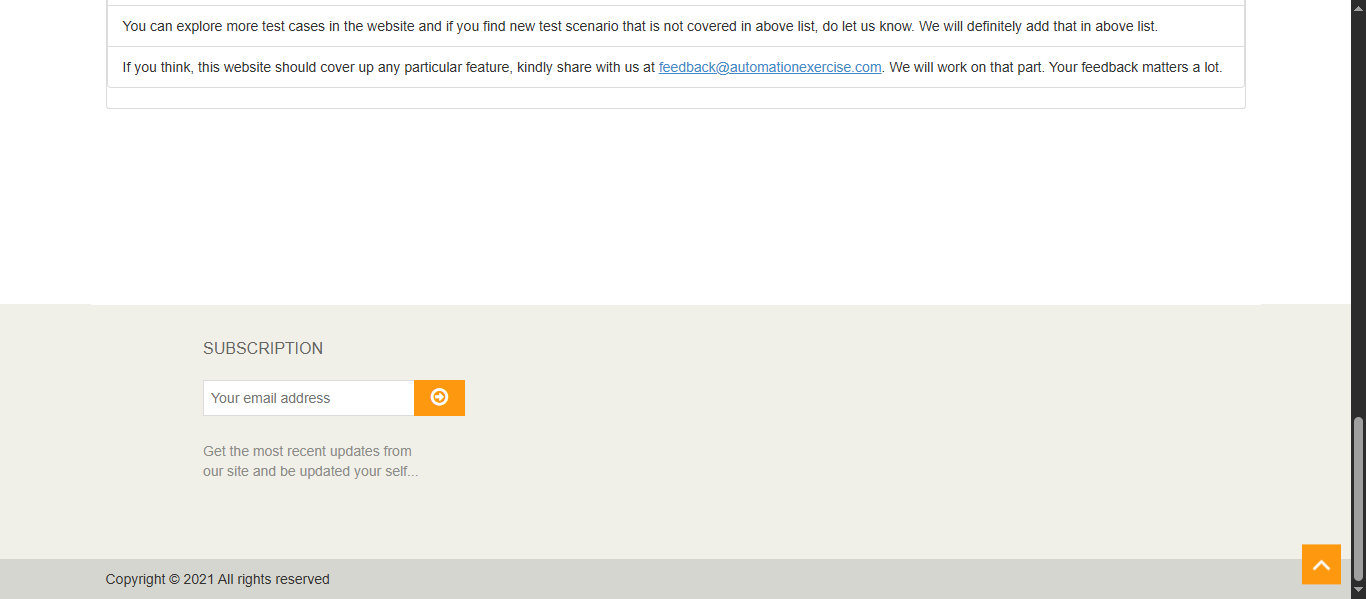 You can explore more test cases in the website and if you find new test scenario that is not covered in above list, do let us know. We will definitely add that in above list.
If you think, this website should cover up any particular feature, kindly share with us at feedback@automationexercise.com. We will work on that part. Your feedback matters a lot.
SUBSCRIPTION
Your email address
Get the most recent updates from
our site and be updated your self...
Copyright © 2021 All rights reserved